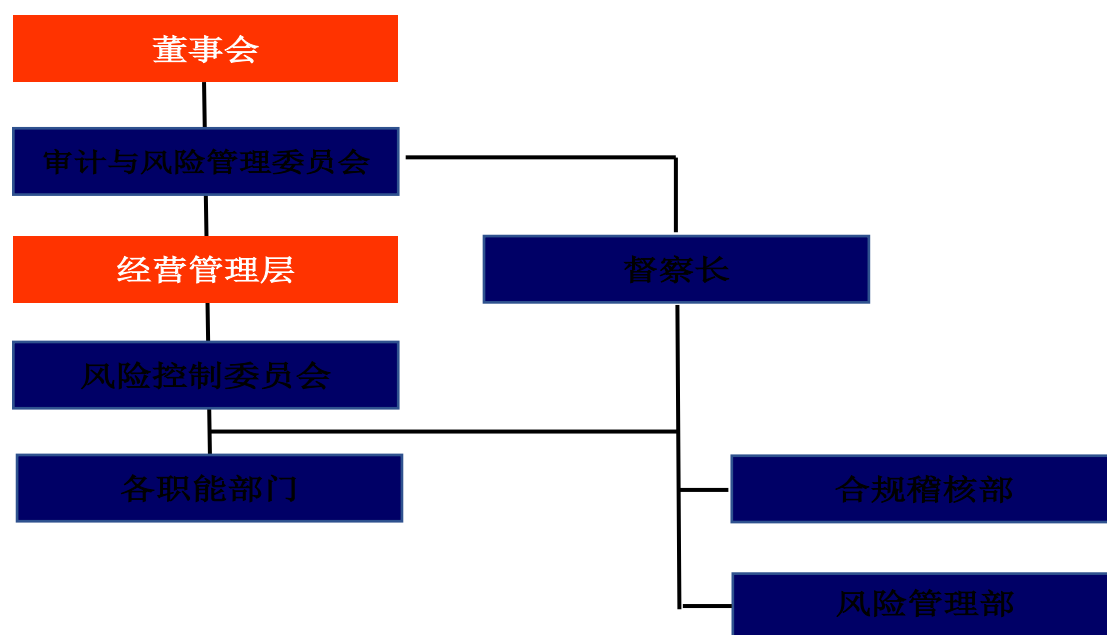 董事会
审计与风险管理委员会
经营管理层
督察长
风险控制委员会
各职能部门
合规稽核部
风险管理部